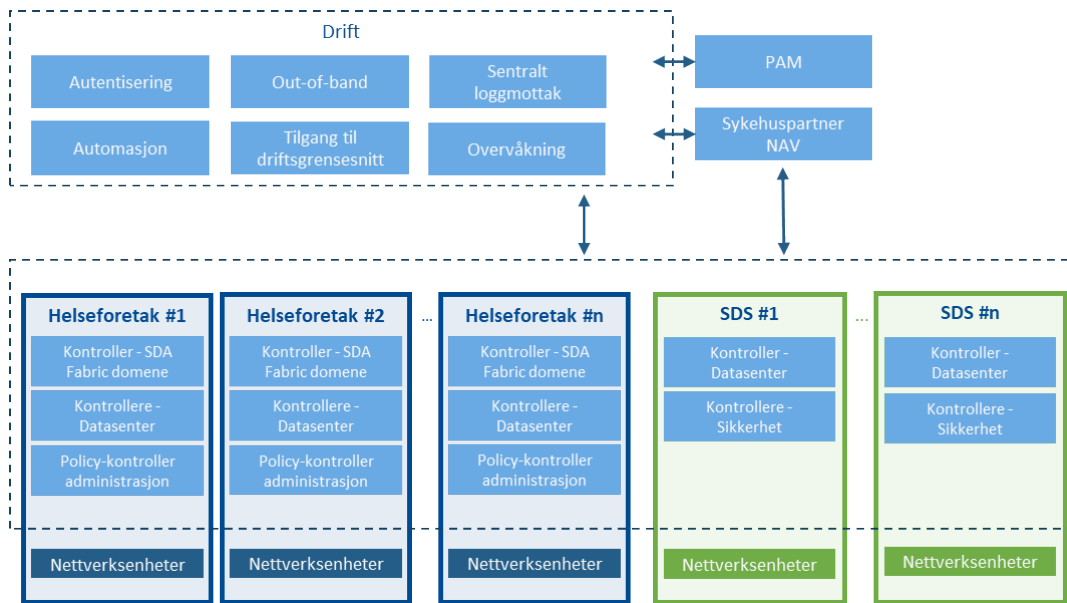 Drift
Autentisering
Out-of-band
Sentralt
loggmottak
Automasjon
Tilgang til
driftsgrensesnitt
Overvåkning
PAM
Sykehuspartner
NAV
Helseforetak #1
Kontroller - SDA
Fabric domene
Kontrollere -
Datasenter
Policy-kontroller
administrasjon
Nettverksenheter
Helseforetak #2
Kontroller - SDA
Fabric domene
Kontrollere -
Datasenter
Policy-kontroller
administrasjon
Nettverksenheter
...
Helseforetak #n
Kontroller - SDA
Fabric domene
Kontrollere -
Datasenter
Policy-kontroller
administrasjon
Nettverksenheter
SDS #1
Kontroller -
Datasenter
Kontrollere -
Sikkerhet
Nettverksenheter
...
SDS #n
Kontroller -
Datasenter
Kontrollere -
Sikkerhet
Nettverksenheter